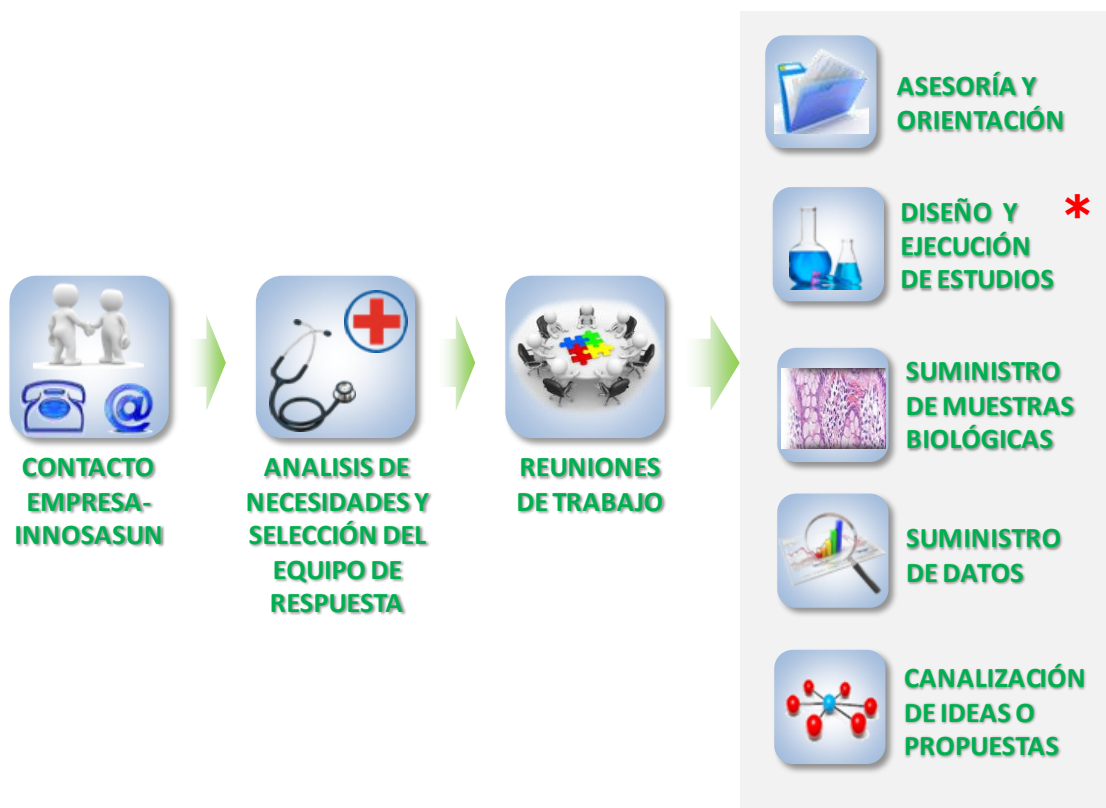 CONTACTO
EMPRESA-
INNOSASUN
ANALISIS DE
NECESIDADES Y
SELECCIÓN DEL
EQUIPO DE
RESPUESTA
REUNIONES
DE TRABAJO
ASESORÍA Y
ORIENTACIÓN
DISEÑO Y *
EJECUCIÓN
DE ESTUDIOS
SUMINISTRO
DE MUESTRAS
BIOLÓGICAS
SUMINISTRO
DE DATOS
CANALIZACIÓN
DE IDEAS O
PROPUESTAS